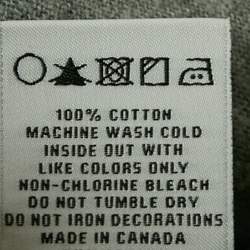 100% COTTON
MACHINE WASH COLD
INSIDE OUT WITH
LIKE COLORS ONLY
NON-CHLORINE BLEACH
DO NOT TUMBLE DRY
DO NOT IRON DECORATIONS
MADE IN CANADA